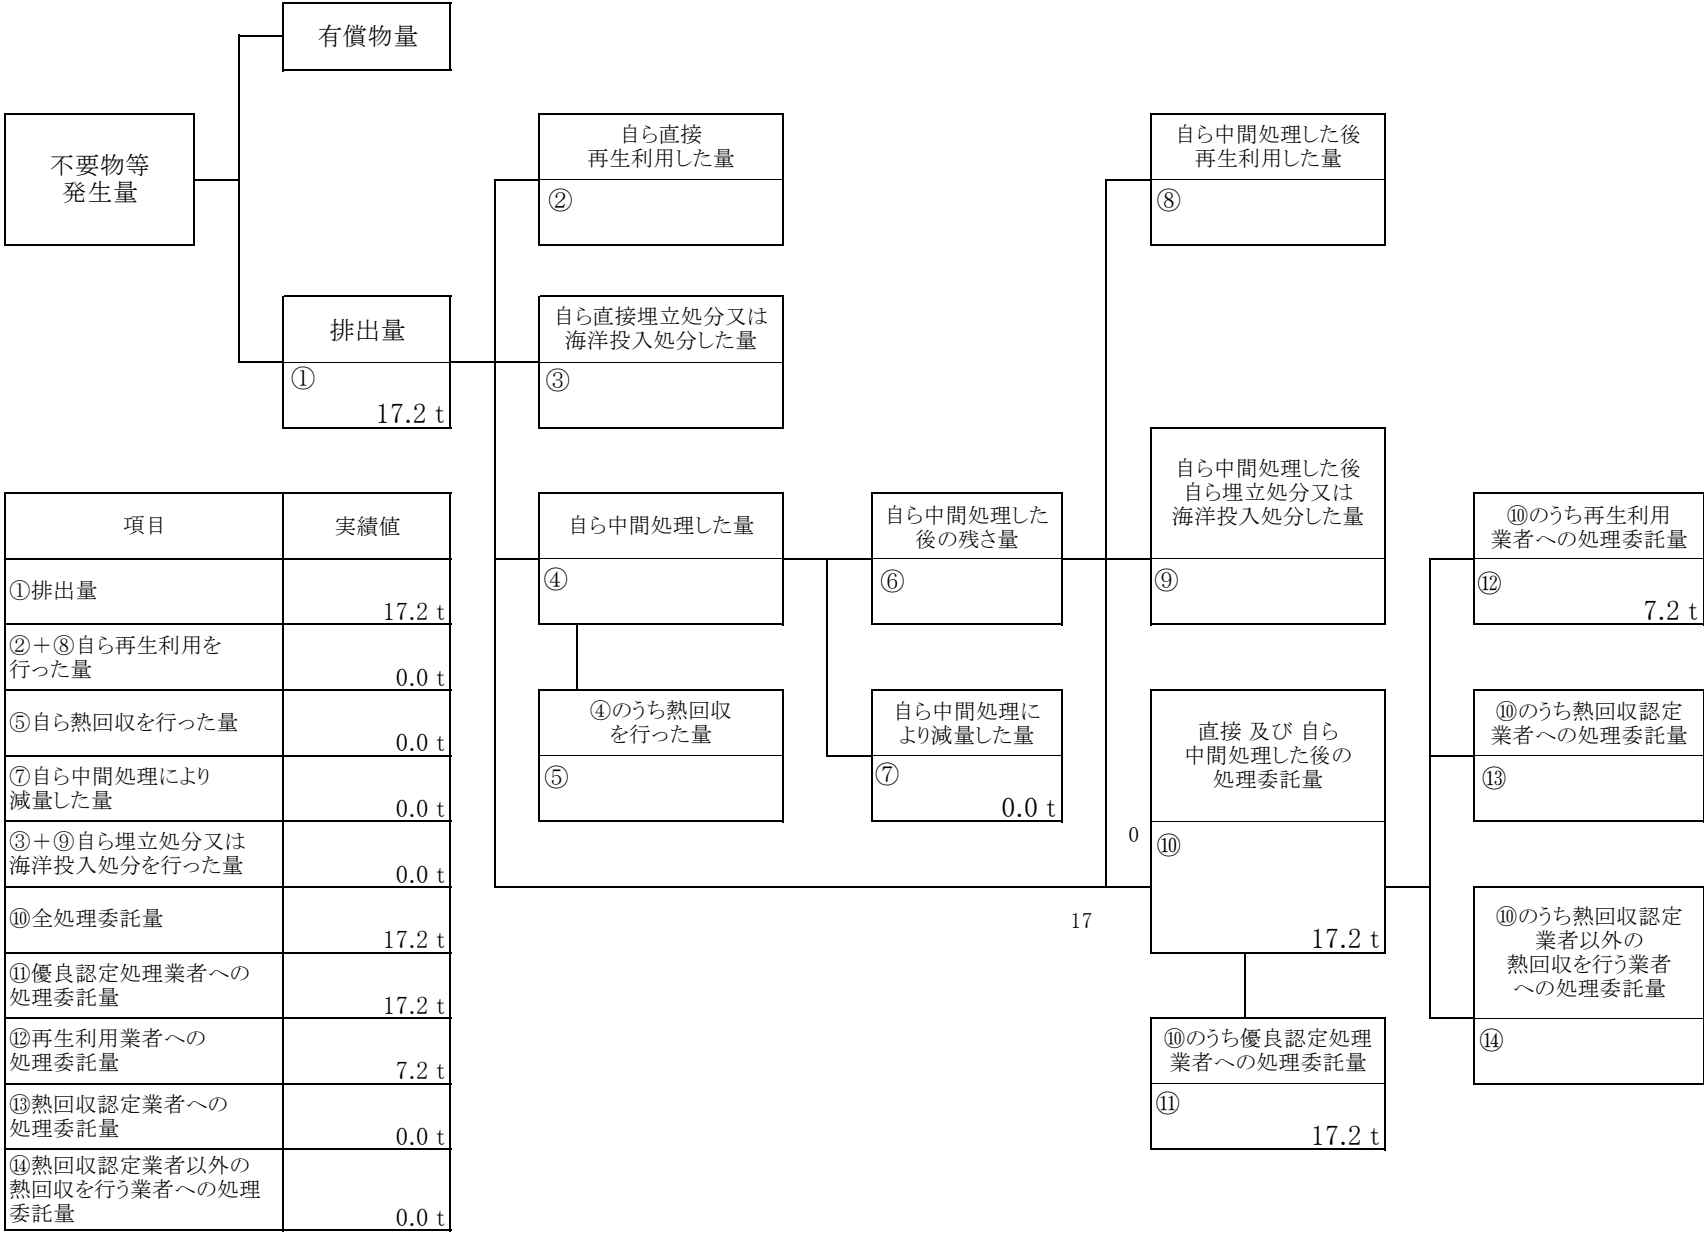 有償物量
不要物等
発生量
自ら直接
再生利用した量
②
自ら中間処理した後
再生利用した量
⑧
排出量
①
17.2 t
自ら直接埋立処分又は
海洋投入処分した量
③
自ら中間処理した量
④
自ら中間処理した
後の残さ量
⑥
自ら中間処理した後
自ら埋立処分又は
海洋投入処分した量
⑨
⑩のうち再生利用
業者への処理委託量
⑫
7.2 t
④のうち熱回収
を行った量
⑤
自ら中間処理に
より減量した量
⑦
0.0 t
直接 及び 自ら
中間処理した後の
処理委託量
0
⑩
17.2 t
17
⑩のうち熱回収認定
業者への処理委託量
⑬
⑩のうち熱回収認定
業者以外の
熱回収を行う業者
への処理委託量
⑭
⑩のうち優良認定処理
業者への処理委託量
⑪
17.2 t
項目 実績値
①排出量
17.2 t
②＋⑧自ら再生利用を
行った量
0.0 t
⑤自ら熱回収を行った量
0.0 t
⑦自ら中間処理により
減量した量
0.0 t
③＋⑨自ら埋立処分又は
海洋投入処分を行った量
0.0 t
⑩全処理委託量
17.2 t
⑪優良認定処理業者への
処理委託量
17.2 t
⑫再生利用業者への
処理委託量
7.2 t
⑬熱回収認定業者への
処理委託量
0.0 t
⑭熱回収認定業者以外の
熱回収を行う業者への処理
委託量
0.0 t